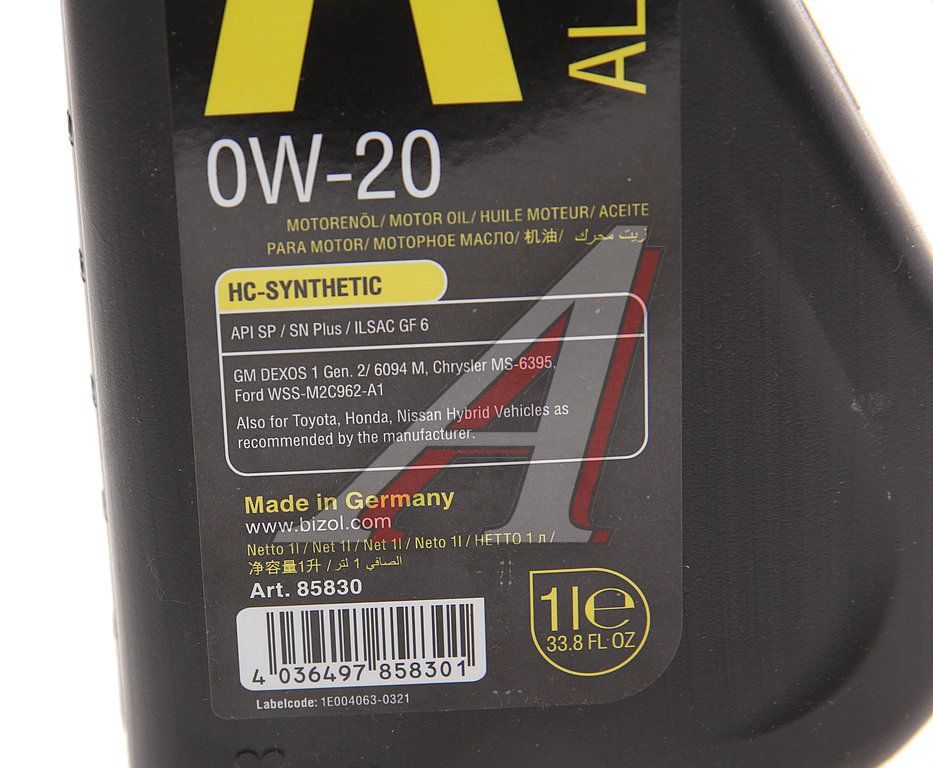 AL
0W-20
MOTORENÖL/ MOTOR OIL/ HUILE MOTEUR/ ACEITE
PARA MOTOR/ МОТОРНОЕ МАСЛО/ 机油/ زيت محرك
HC-SYNTHETIC
API SP / SN Plus / ILSAC GF 6
GM DEXOS 1 Gen. 2/ 6094 M, Chrysler MS-6395,
Ford WSS-M2C962-A1
Also for Toyota, Honda, Nissan Hybrid Vehicles as
recommended by the manufacturer.
Made in Germany
www.bizol.com
Netto 1l / Net 1l / Net 1l / Neto 1l / НЕТТО 1 л /
净容量1升 / الصافي 1 لتر
Art. 85830
1l e
33.8 FL OZ
4 036497 858301
Labelcode: 1E004063-0321